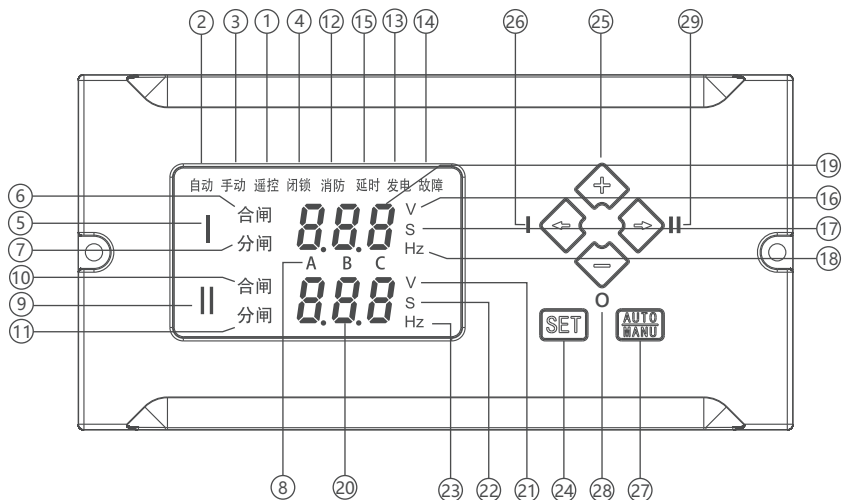 ② ③ ① ④ ⑫ ⑮ ⑬ ⑭ ㉖ ㉕ ㉙
自动 手动 遥控 闭锁 消防 延时 发电 故障
⑲
⑥ 合闸 8.8.8 V ⑯
⑤ I S ⑰
⑦ 分闸 Hz ⑱
A B C
⑩ 合闸 8.8.8 V
⑨ II S
⑪ 分闸 Hz
+
I ⇦ ⇨ II
−
O
SET AUTO
MANU
⑧ ⑳ ㉓ ㉒ ㉑ ㉔ ㉘ ㉗